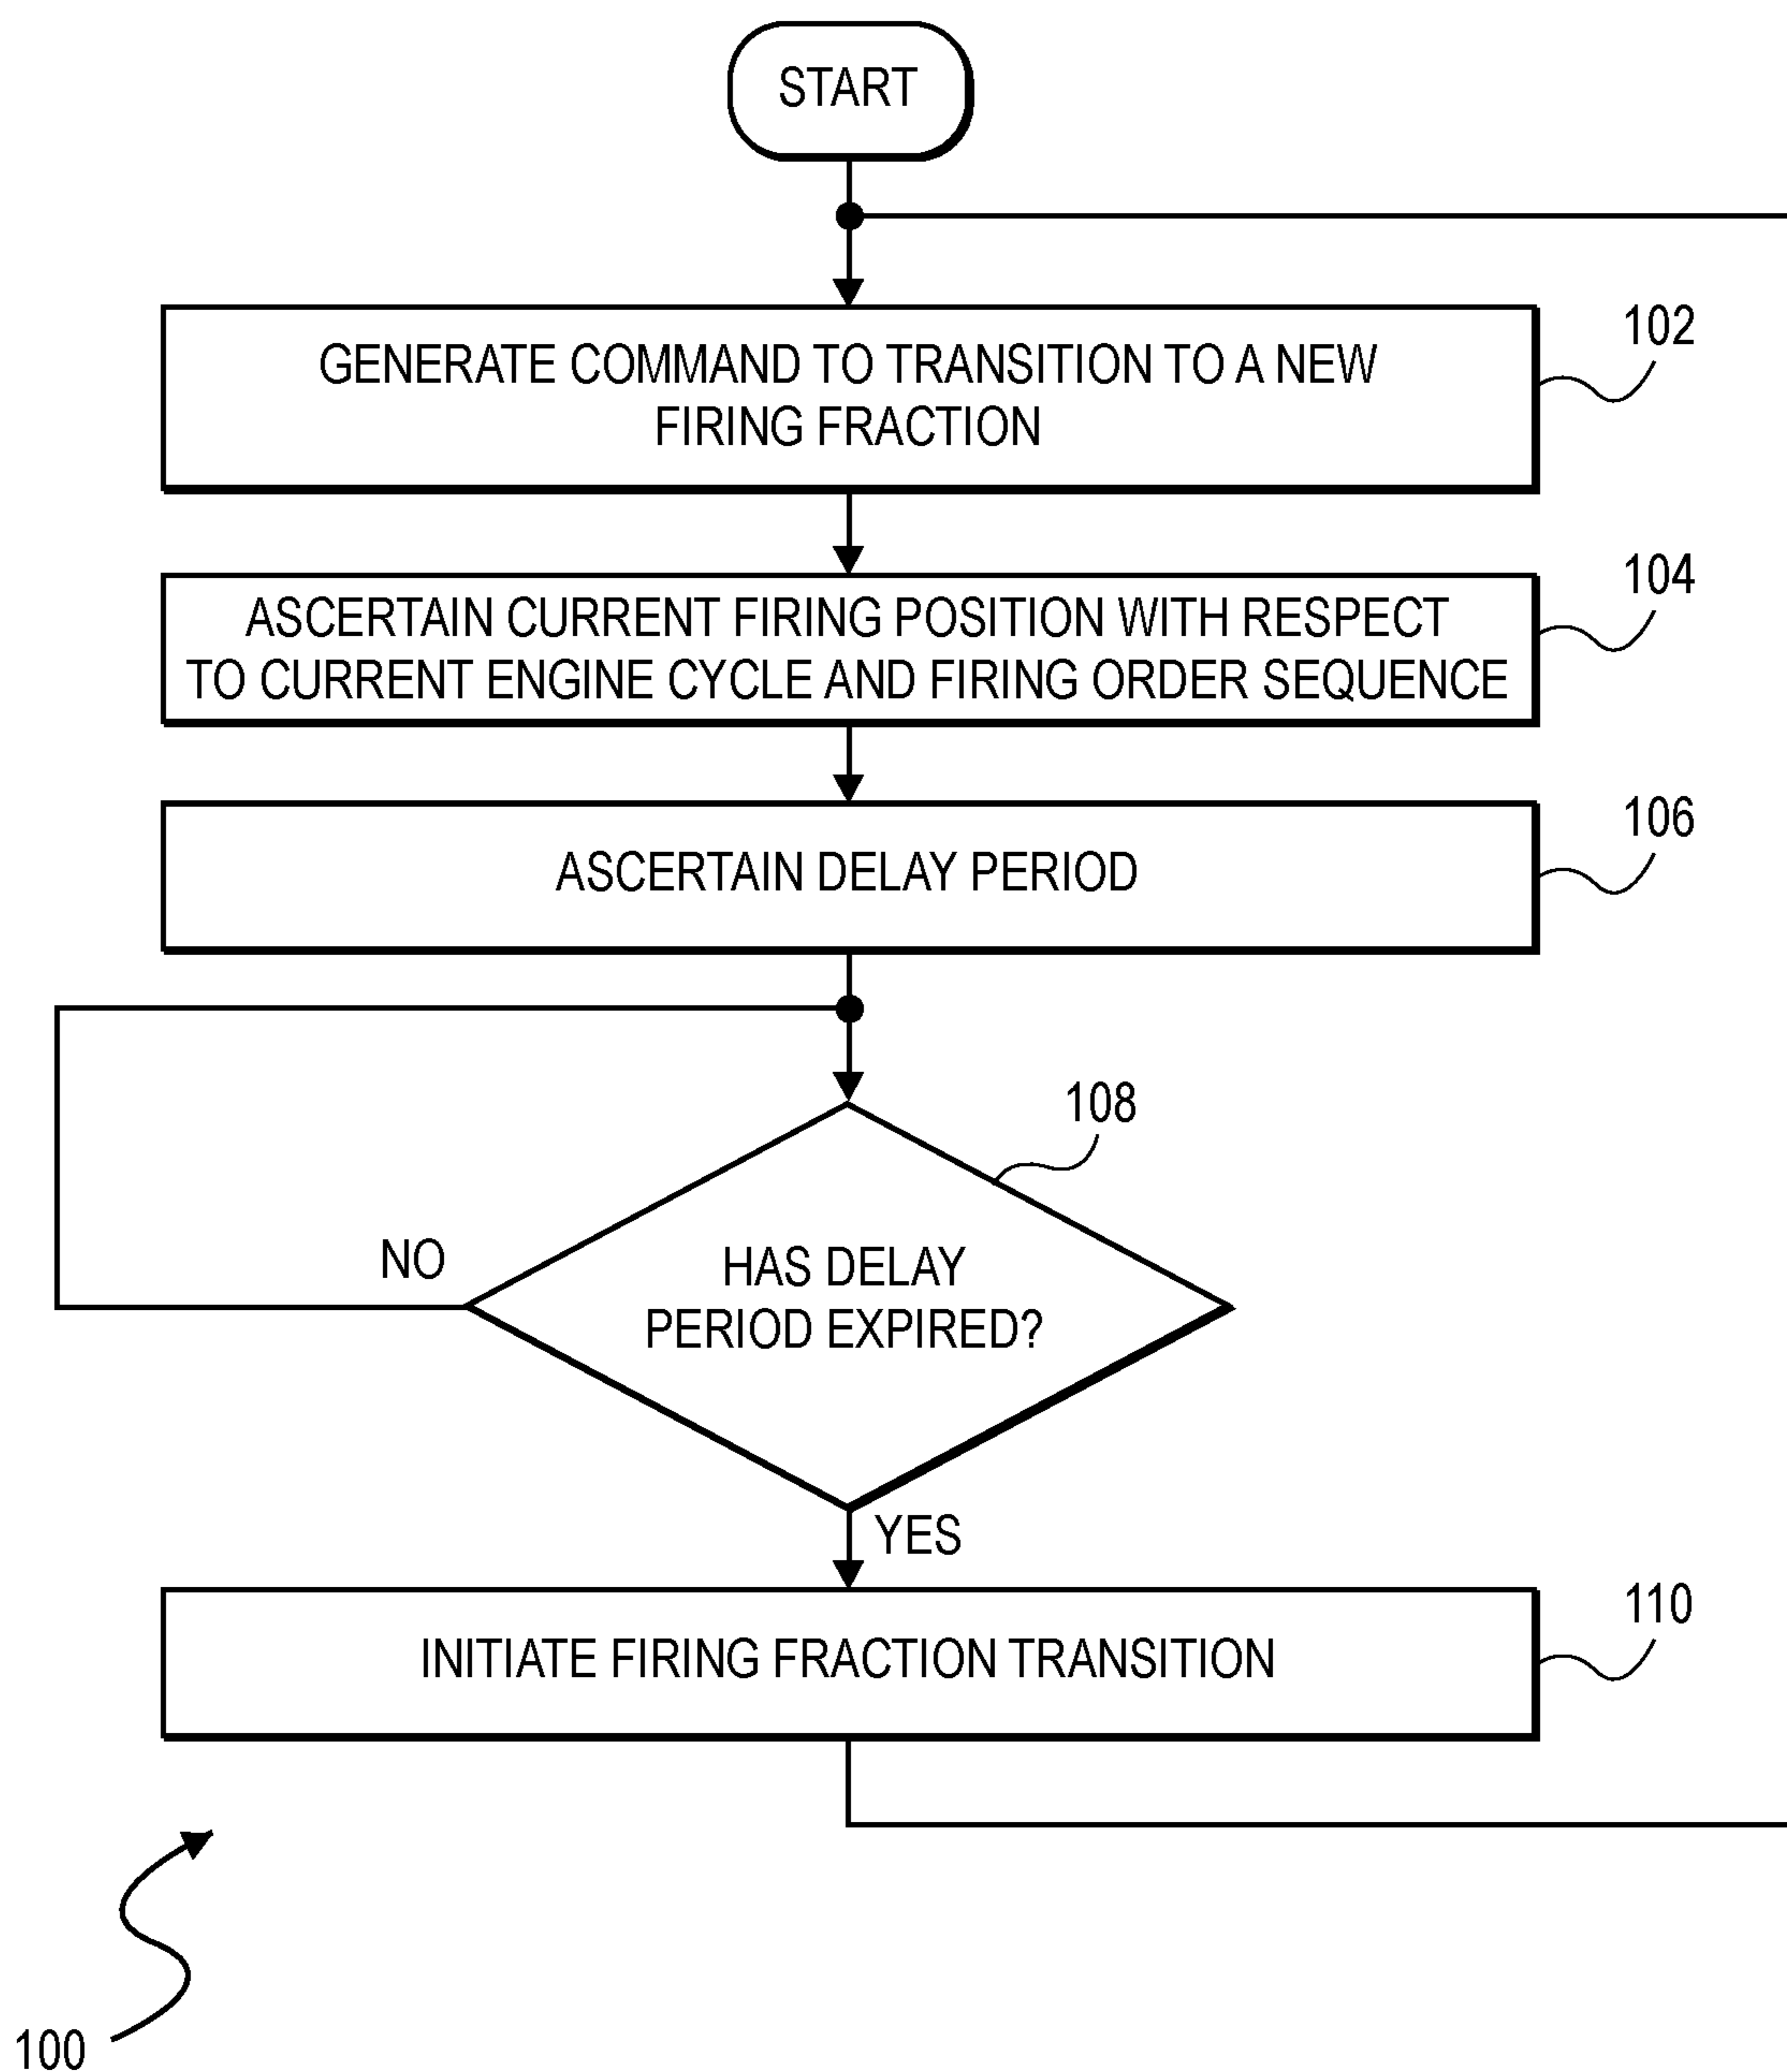 START
GENERATE COMMAND TO TRANSITION TO A NEW
FIRING FRACTION
102
ASCERTAIN CURRENT FIRING POSITION WITH RESPECT
TO CURRENT ENGINE CYCLE AND FIRING ORDER SEQUENCE
104
ASCERTAIN DELAY PERIOD
106
108
NO
HAS DELAY
PERIOD EXPIRED?
YES
INITIATE FIRING FRACTION TRANSITION
110
100